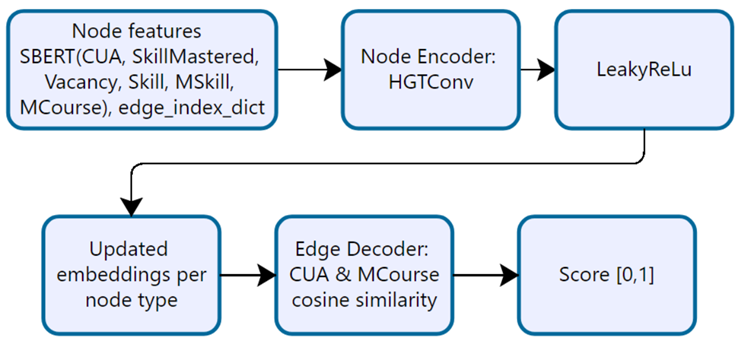 Node features
SBERT(CUA, SkillMastered,
Vacancy, Skill, MSkill,
MCourse), edge_index_dict
Node Encoder:
HGTConv
LeakyReLu
Updated
embeddings per
node type
Edge Decoder:
CUA & MCourse
cosine similarity
Score [0,1]